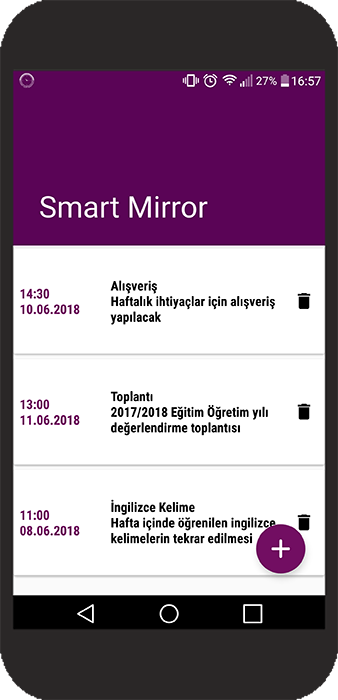 27% 16:57
Smart Mirror
14:30
10.06.2018
Alışveriş
Haftalık ihtiyaçlar için alışveriş
yapılacak
13:00
11.06.2018
Toplantı
2017/2018 Eğitim Öğretim yılı
değerlendirme toplantısı
11:00
08.06.2018
İngilizce Kelime
Hafta içinde öğrenilen ingilizce
kelimelerin tekrar edilmesi